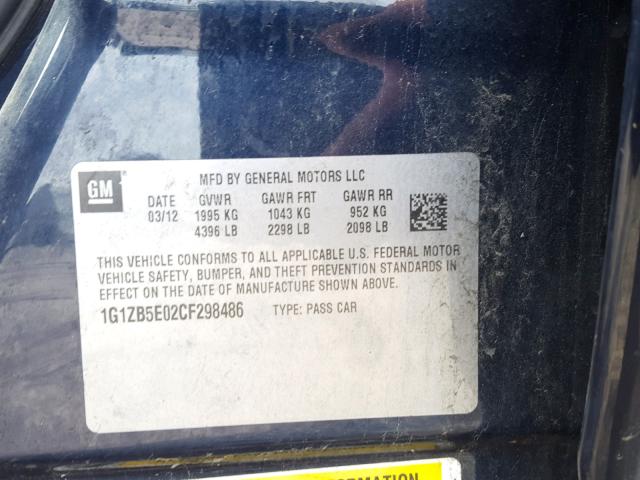 GM
MFD BY GENERAL MOTORS LLC
DATE GVWR GAWR FRT GAWR RR
03/12 1995 KG 1043 KG 952 KG
4396 LB 2298 LB 2098 LB
THIS VEHICLE CONFORMS TO ALL APPLICABLE U.S. FEDERAL MOTOR
VEHICLE SAFETY, BUMPER, AND THEFT PREVENTION STANDARDS IN
EFFECT ON THE DATE OF MANUFACTURE SHOWN ABOVE.
1G1ZB5E02CF298486 TYPE: PASS CAR
INFORMATION